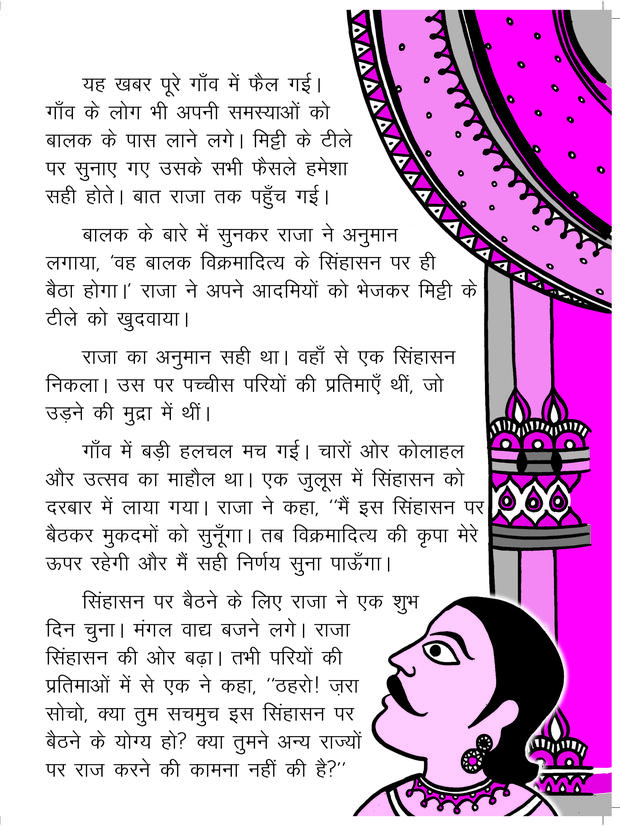 यह खबर पूरे गाँव में फैल गई।
गाँव के लोग भी अपनी समस्याओं को
बालक के पास लाने लगे। मिट्टी के टीले
पर सुनाए गए उसके सभी फैसले हमेशा
सही होते। बात राजा तक पहुँच गई।
बालक के बारे में सुनकर राजा ने अनुमान
लगाया, ‘वह बालक विक्रमादित्य के सिंहासन पर ही
बैठा होगा।’ राजा ने अपने आदमियों को भेजकर मिट्टी के
टीले को खुदवाया।
राजा का अनुमान सही था। वहाँ से एक सिंहासन
निकला। उस पर पच्चीस परियों की प्रतिमाएँ थीं, जो
उड़ने की मुद्रा में थीं।
गाँव में बड़ी हलचल मच गई। चारों ओर कोलाहल
और उत्सव का माहौल था। एक जुलूस में सिंहासन को
दरबार में लाया गया। राजा ने कहा, ‘‘मैं इस सिंहासन पर
बैठकर मुकदमों को सुनूँगा। तब विक्रमादित्य की कृपा मेरे
ऊपर रहेगी और मैं सही निर्णय सुना पाऊँगा।
सिंहासन पर बैठने के लिए राजा ने एक शुभ
दिन चुना। मंगल वाद्य बजने लगे। राजा
सिंहासन की ओर बढ़ा। तभी परियों की
प्रतिमाओं में से एक ने कहा, ‘‘ठहरो! ज़रा
सोचो, क्या तुम सचमुच इस सिंहासन पर
बैठने के योग्य हो? क्या तुमने अन्य राज्यों
पर राज करने की कामना नहीं की है?’’